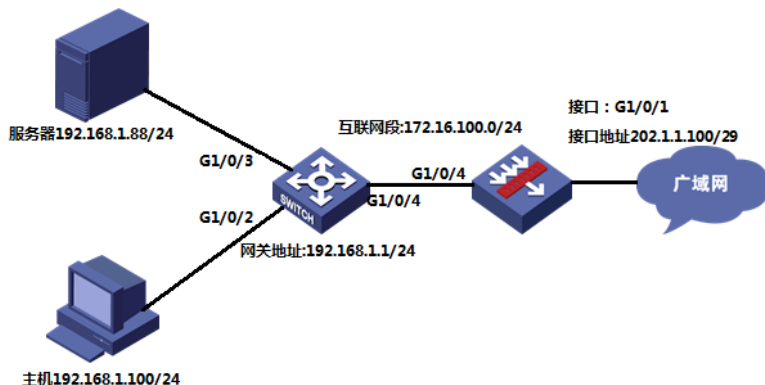 服务器192.168.1.88/24
互联网段:172.16.100.0/24
接口：G1/0/1
接口地址202.1.1.100/29
G1/0/3
G1/0/4
G1/0/4
广域网
G1/0/2
SWITCH
网关地址:192.168.1.1/24
主机192.168.1.100/24